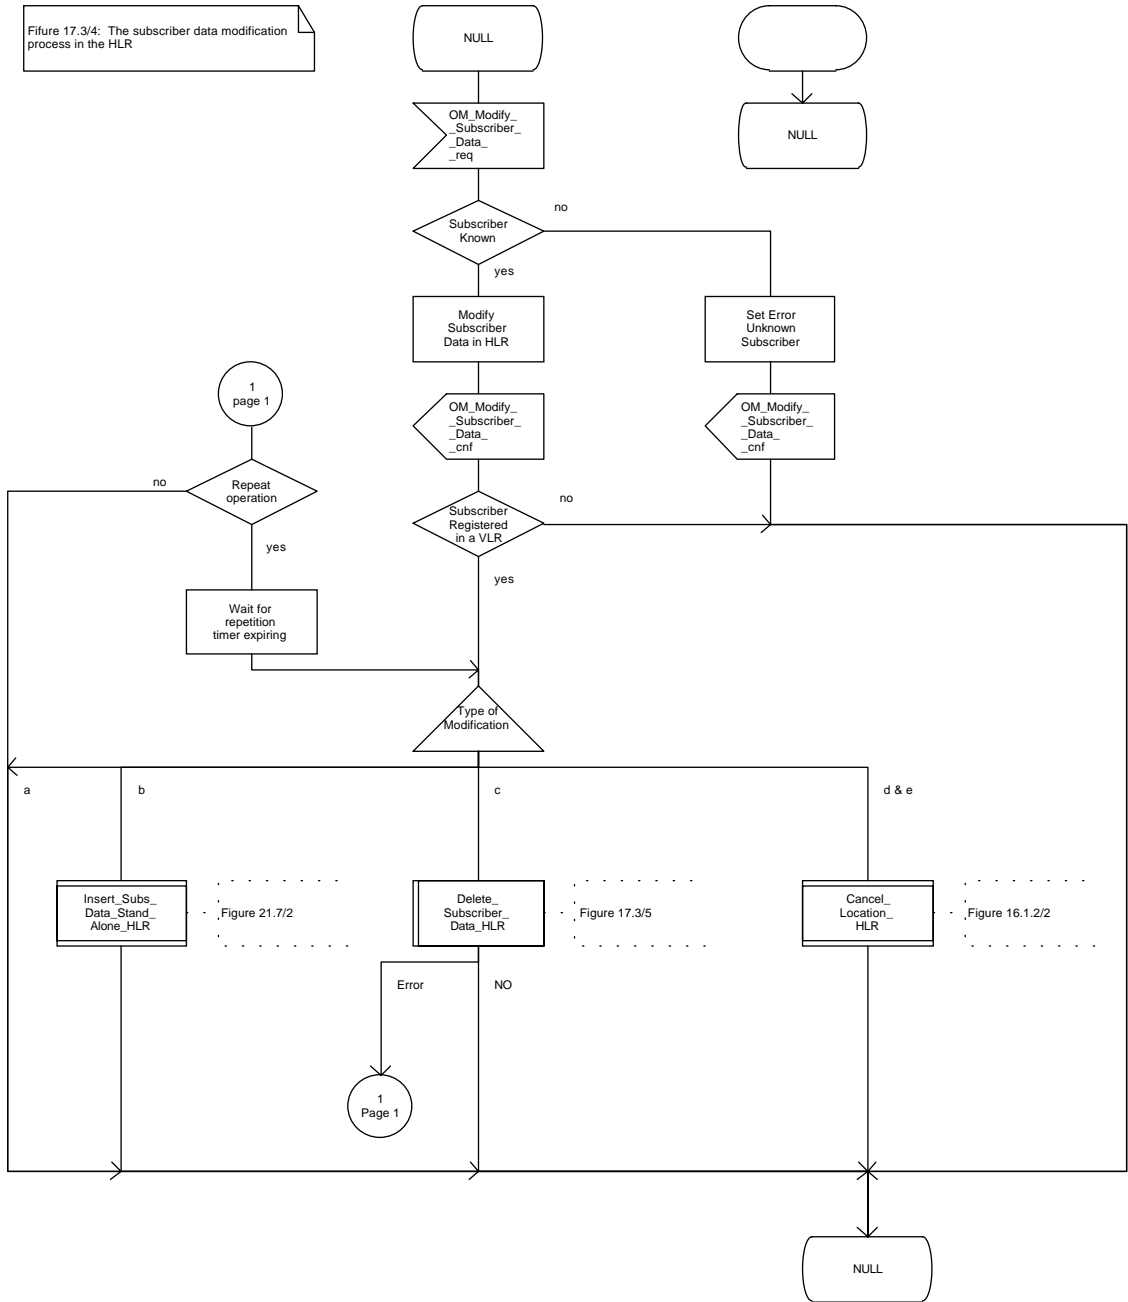 Fifure 17.3/4:  The subscriber data modification
process in the HLR
NULL
OM_Modify_
_Subscriber_
_Data_
_req
NULL
Subscriber
Known
no
yes
Modify
Subscriber
Data in HLR
Set Error
Unknown
Subscriber
1
page 1
OM_Modify_
_Subscriber_
_Data_
_cnf
OM_Modify_
_Subscriber_
_Data_
_cnf
Repeat
operation
no
yes
Subscriber
Registered
in a VLR
no
yes
Wait for
repetition
timer expiring
Type of
Modification
a
b
c
d & e
Insert_Subs_
Data_Stand_
Alone_HLR
Figure 21.7/2
Delete_
Subscriber_
Data_HLR
Figure 17.3/5
Cancel_
Location_
HLR
Figure 16.1.2/2
Error
NO
1
Page 1
NULL